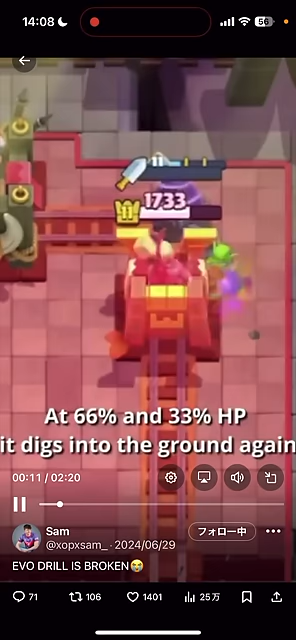 14:08
56
11
1733
11
At 66% and 33% HP
it digs into the ground again
00:11 / 02:20
Sam
フォロー中
@xopxsam_ · 2024/06/29
EVO DRILL IS BROKEN😭
71
106
1401
25万